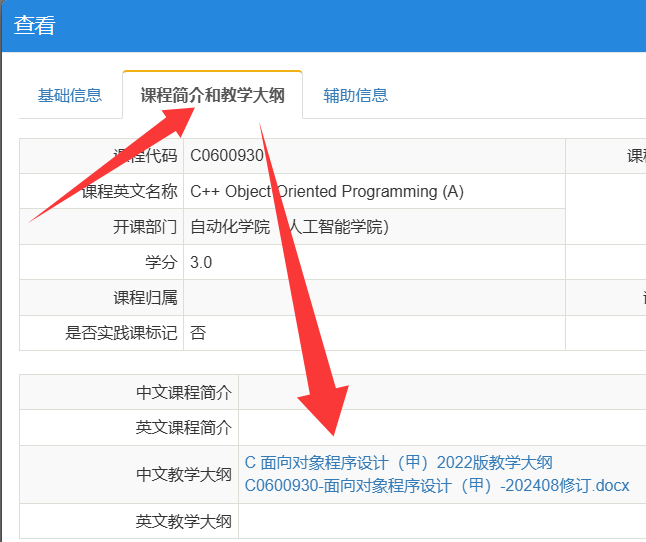 查看
基础信息 课程简介和教学大纲 辅助信息
课程代码 C0600930
课程英文名称 C++ Object Oriented Programming (A)
开课部门 自动化学院 人工智能学院）
学分 3.0
课程归属
是否实践课标记 否
中文课程简介
英文课程简介
中文教学大纲 C 面向对象程序设计（甲）2022版教学大纲
C0600930-面向对象程序设计（甲）-202408修订.docx
英文教学大纲